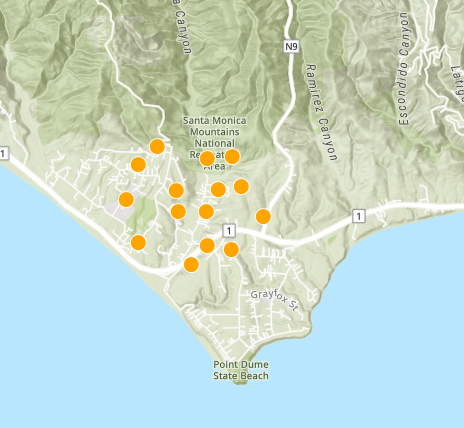 a Canyon
N9
Ramirez Canyon
Escondido Canyon
Latig
Santa Monica
Mountains
National
Recreation
Area
1
1
1
Grayfox St
Point Dume
State Beach